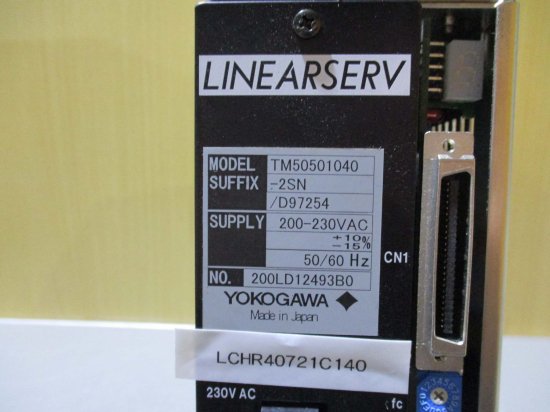 LINEARSERV
MODEL TM50501040
SUFFIX -2SN
/D97254
SUPPLY 200-230VAC
+10%
-15%
50/60 Hz
CN1
NO. 200LD12493B0
YOKOGAWA
Made in Japan
LCHR40721C140
230V AC
fc